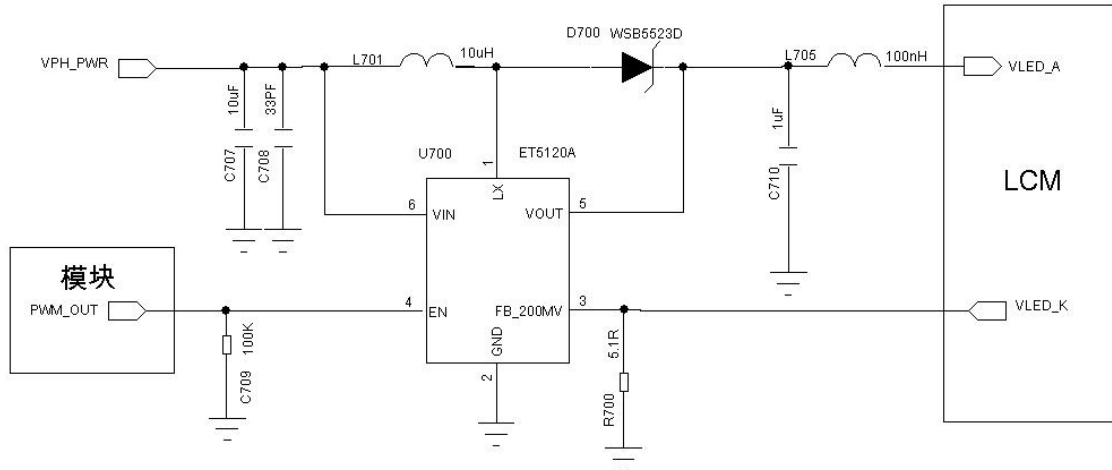 D700 WSB5523D
VPH_PWR
L701
10uH
L705
100nH
VLED_A
10uF
C707
33PF
C708
1uF
C710
U700
ET5120A
LCM
1
LX
6
VIN
VOUT
5
模块
PWM_OUT
4
EN
FB_200MV
3
VLED_K
100K
C709
GND
2
5.1R
R700